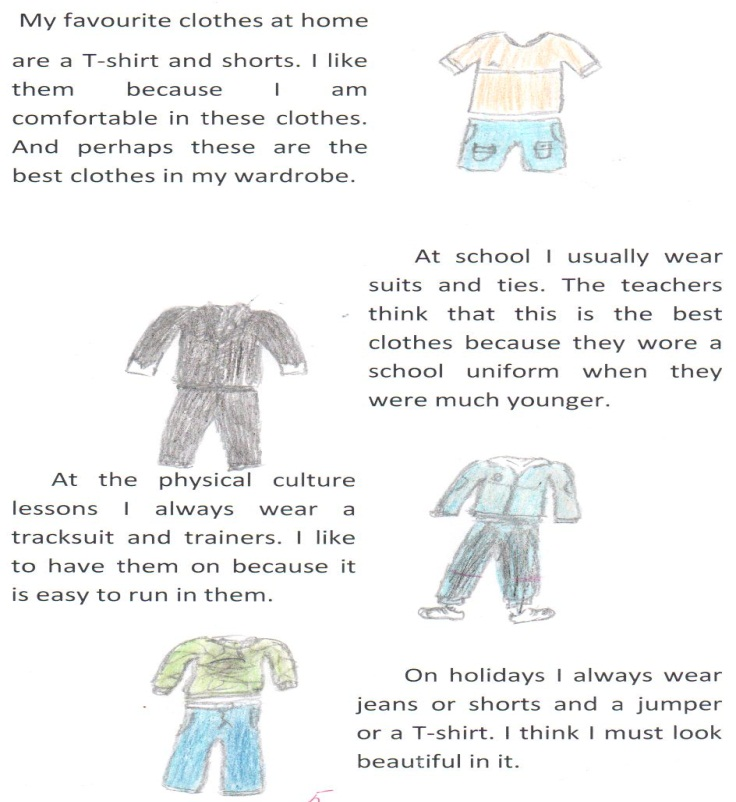 My favourite clothes at home
are a T-shirt and shorts. I like
them because I am
comfortable in these clothes.
And perhaps these are the
best clothes in my wardrobe.
At school I usually wear
suits and ties. The teachers
think that this is the best
clothes because they wore a
school uniform when they
were much younger.
At the physical culture
lessons I always wear a
tracksuit and trainers. I like
to have them on because it
is easy to run in them.
On holidays I always wear
jeans or shorts and a jumper
or a T-shirt. I think I must look
beautiful in it.